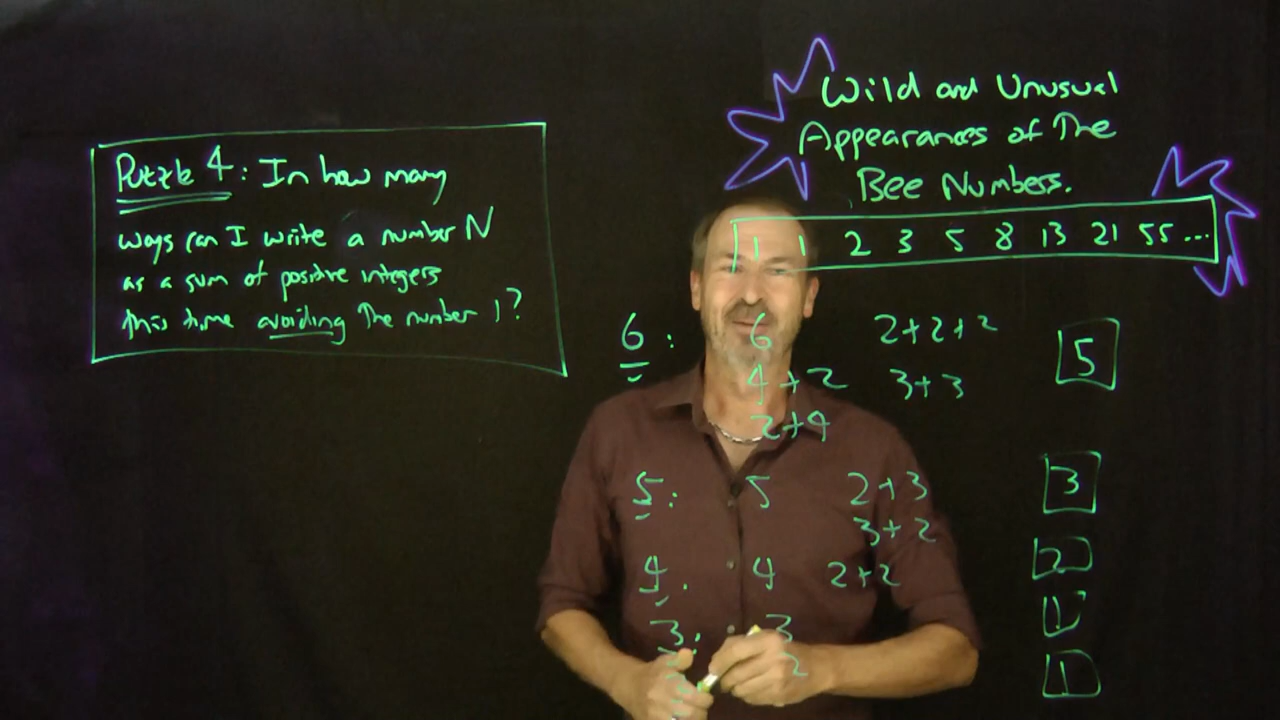 Puzzle 4: In how many
ways can I write a number N
as a sum of positive integers
this time avoiding the number 1?
Wild and Unusual
Appearances of the
Bee Numbers.
1 1 2 3 5 8 13 21 55 ...
6: 6 2+2+2 5
4+2 3+3
2+4
5: 5 2+3 3
3+2
4. 4 2+2 2
3: 3 1
2 1